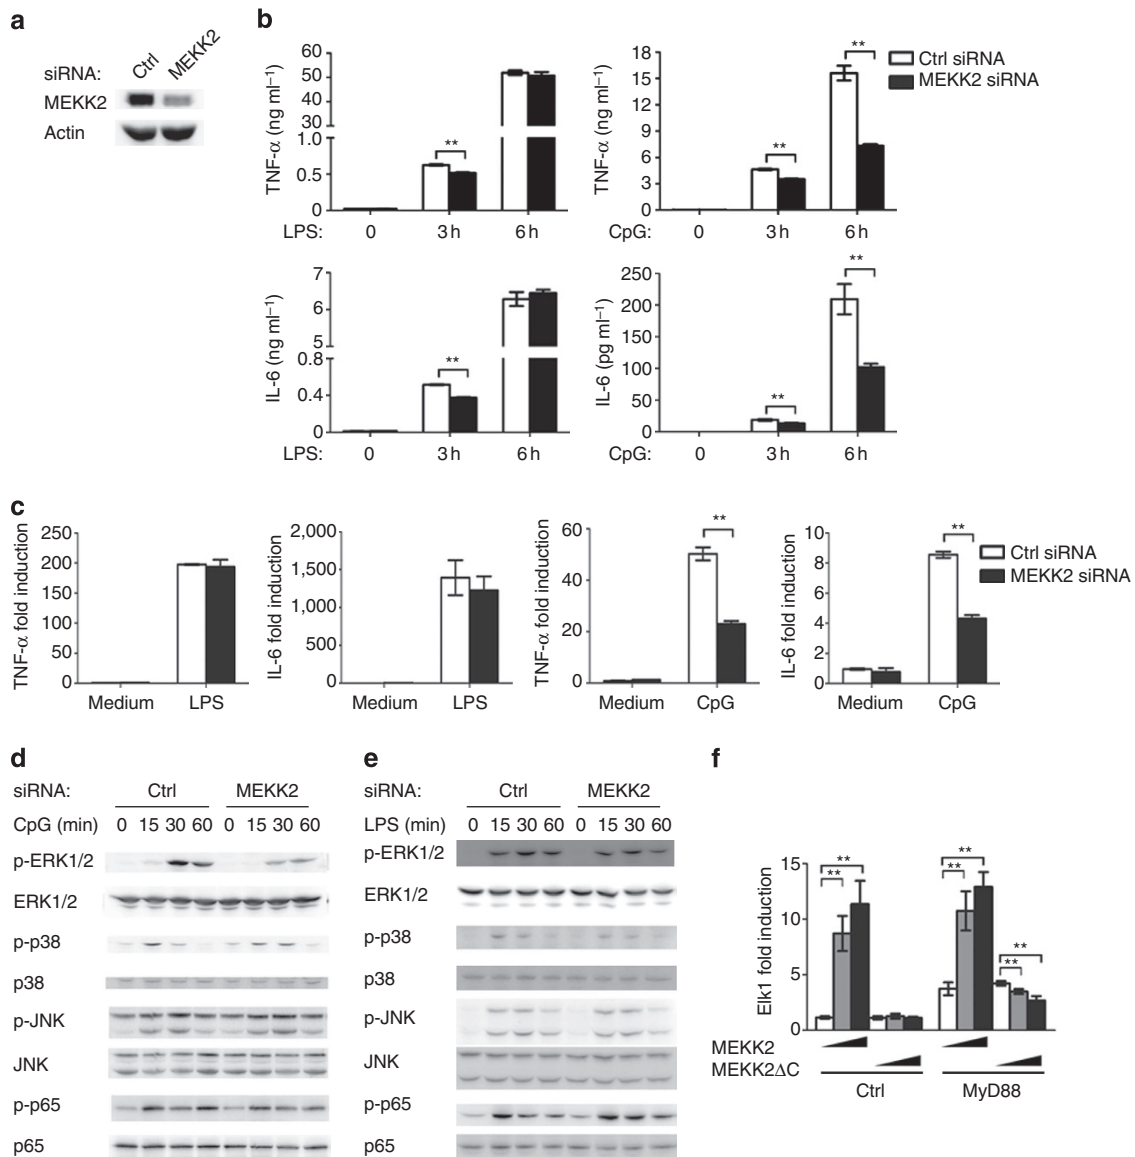 a
siRNA: Ctrl MEKK2
MEKK2
Actin
b
TNF-α (ng ml⁻¹)
60
50
40
30
1.0
0.5
0
**
LPS: 0 3 h 6 h
TNF-α (ng ml⁻¹)
18
15
12
9
6
3
0
** **
CpG: 0 3 h 6 h
Ctrl siRNA
MEKK2 siRNA
IL-6 (ng ml⁻¹)
7
6
5
0.8
0.4
0
**
LPS: 0 3 h 6 h
IL-6 (pg ml⁻¹)
250
200
150
100
50
0
** **
CpG: 0 3 h 6 h
c
TNF-α fold induction
250
200
150
100
50
0
Medium LPS
IL-6 fold induction
2,000
1,500
1,000
500
0
Medium LPS
TNF-α fold induction
60
40
20
0
**
Medium CpG
IL-6 fold induction
10
8
6
4
2
0
**
Medium CpG
Ctrl siRNA
MEKK2 siRNA
d
siRNA: Ctrl MEKK2
CpG (min) 0 15 30 60 0 15 30 60
p-ERK1/2
ERK1/2
p-p38
p38
p-JNK
JNK
p-p65
p65
e
siRNA: Ctrl MEKK2
LPS (min) 0 15 30 60 0 15 30 60
p-ERK1/2
ERK1/2
p-p38
p38
p-JNK
JNK
p-p65
p65
f
Elk1 fold induction
15
10
5
0
** **
** **
** **
MEKK2
MEKK2ΔC
Ctrl MyD88